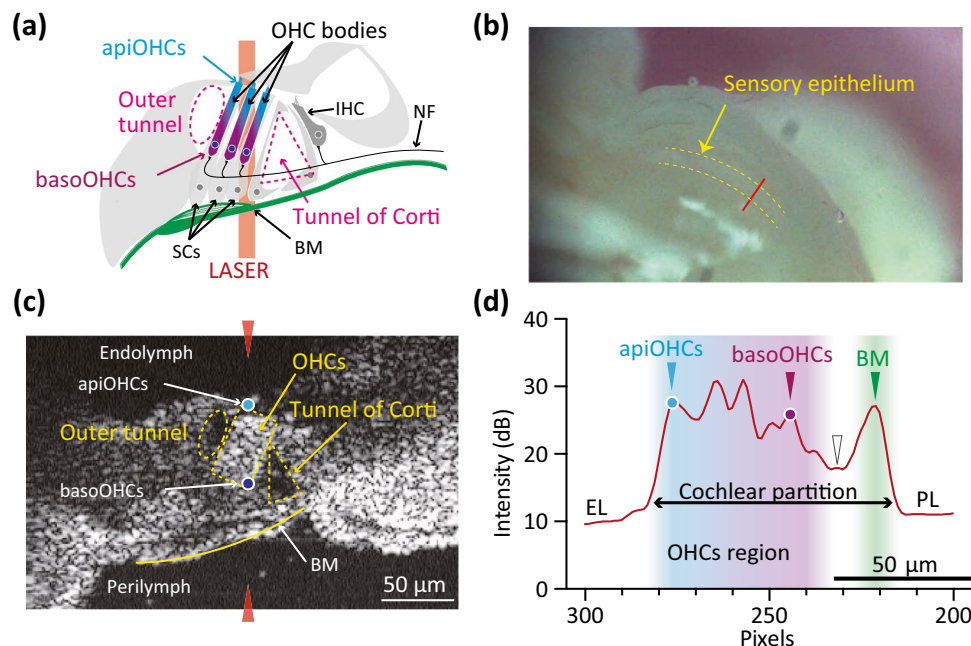 (a)
OHC bodies
apiOHCs
Outer
tunnel
IHC
NF
basoOHCs
Tunnel of Corti
SCs
BM
LASER
(b)
Sensory epithelium
(c)
Endolymph
apiOHCs
OHCs
Tunnel of Corti
Outer tunnel
basoOHCs
BM
Perilymph
50 μm
(d)
40
apiOHCs
basoOHCs
BM
30
Intensity (dB)
20
EL
Cochlear partition
PL
10
OHCs region
50 μm
0
300
250
200
Pixels